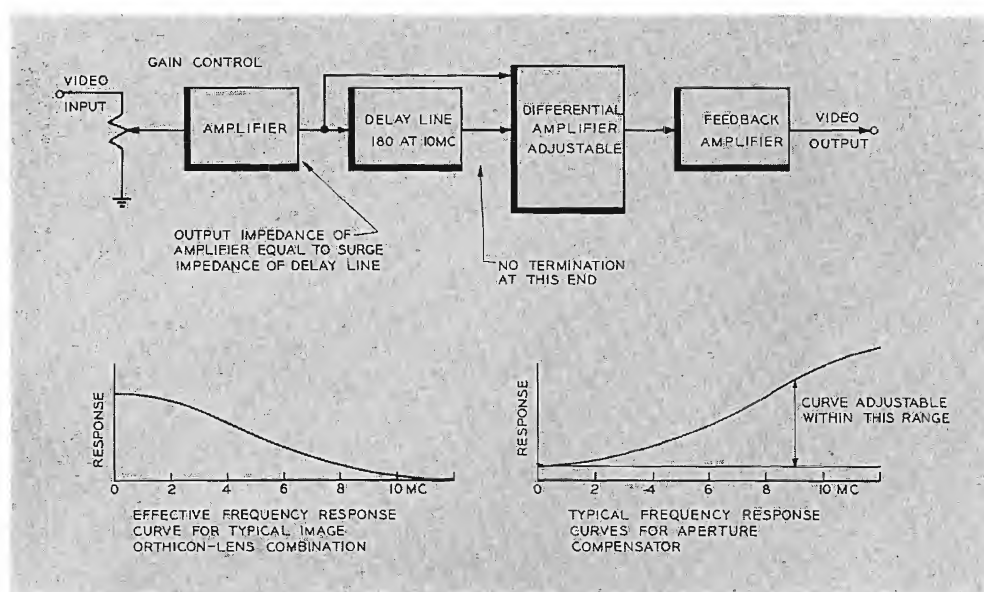 GAIN CONTROL
VIDEO
INPUT
AMPLIFIER
DELAY LINE
180 AT 10MC
DIFFERENTIAL
AMPLIFIER
ADJUSTABLE
FEEDBACK
AMPLIFIER
VIDEO
OUTPUT
OUTPUT IMPEDANCE OF
AMPLIFIER EQUAL TO SURGE
IMPEDANCE OF DELAY LINE
NO TERMINATION
AT THIS END
RESPONSE
0 2 4 6 8 10 MC
EFFECTIVE FREQUENCY RESPONSE
CURVE FOR TYPICAL IMAGE
ORTHICON-LENS COMBINATION
RESPONSE
CURVE ADJUSTABLE
WITHIN THIS RANGE
0 2 4 6 8 10 MC
TYPICAL FREQUENCY RESPONSE
CURVES FOR APERTURE
COMPENSATOR